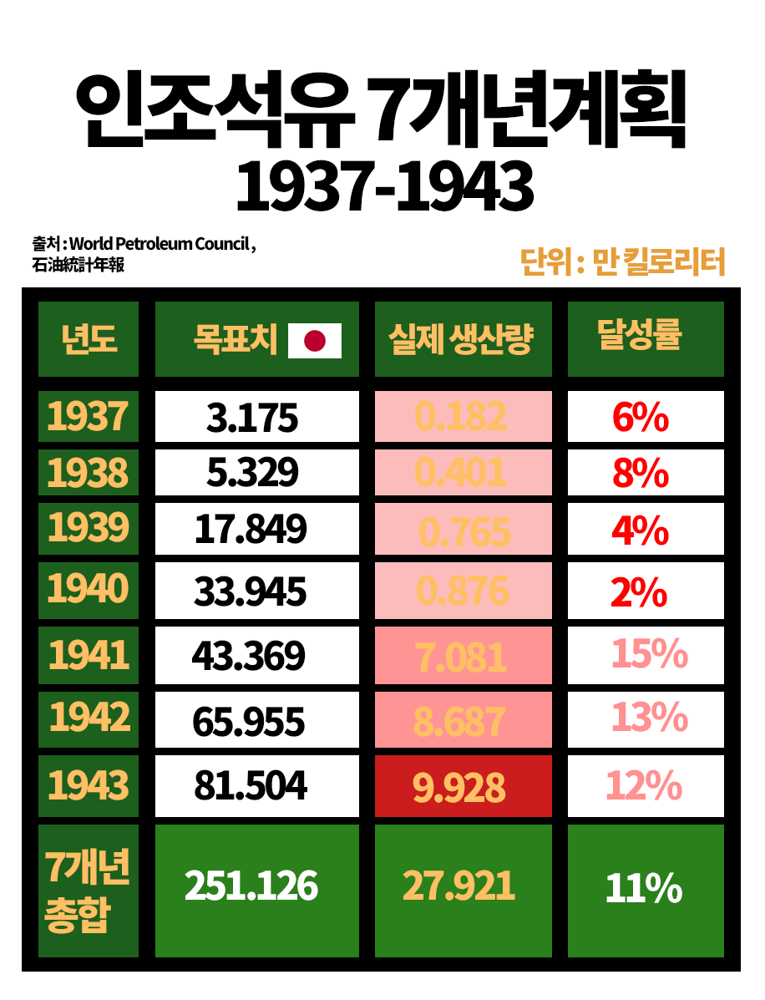 인조석유 7개년계획
1937-1943
출처 : World Petroleum Council ,
石油統計年報
단위 : 만 킬로리터
년도 목표치 실제 생산량 달성률
1937 3.175 0.182 6%
1938 5.329 0.401 8%
1939 17.849 0.765 4%
1940 33.945 0.876 2%
1941 43.369 7.081 15%
1942 65.955 8.687 13%
1943 81.504 9.928 12%
7개년
총합 251.126 27.921 11%